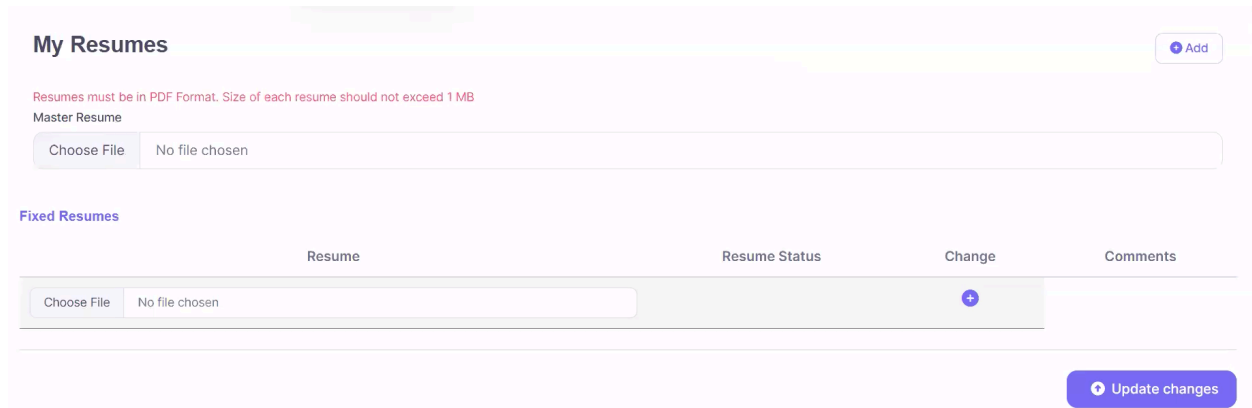 My Resumes
Add
Resumes must be in PDF Format. Size of each resume should not exceed 1 MB
Master Resume
Choose File No file chosen
Fixed Resumes
Resume Resume Status Change Comments
Choose File No file chosen
Update changes